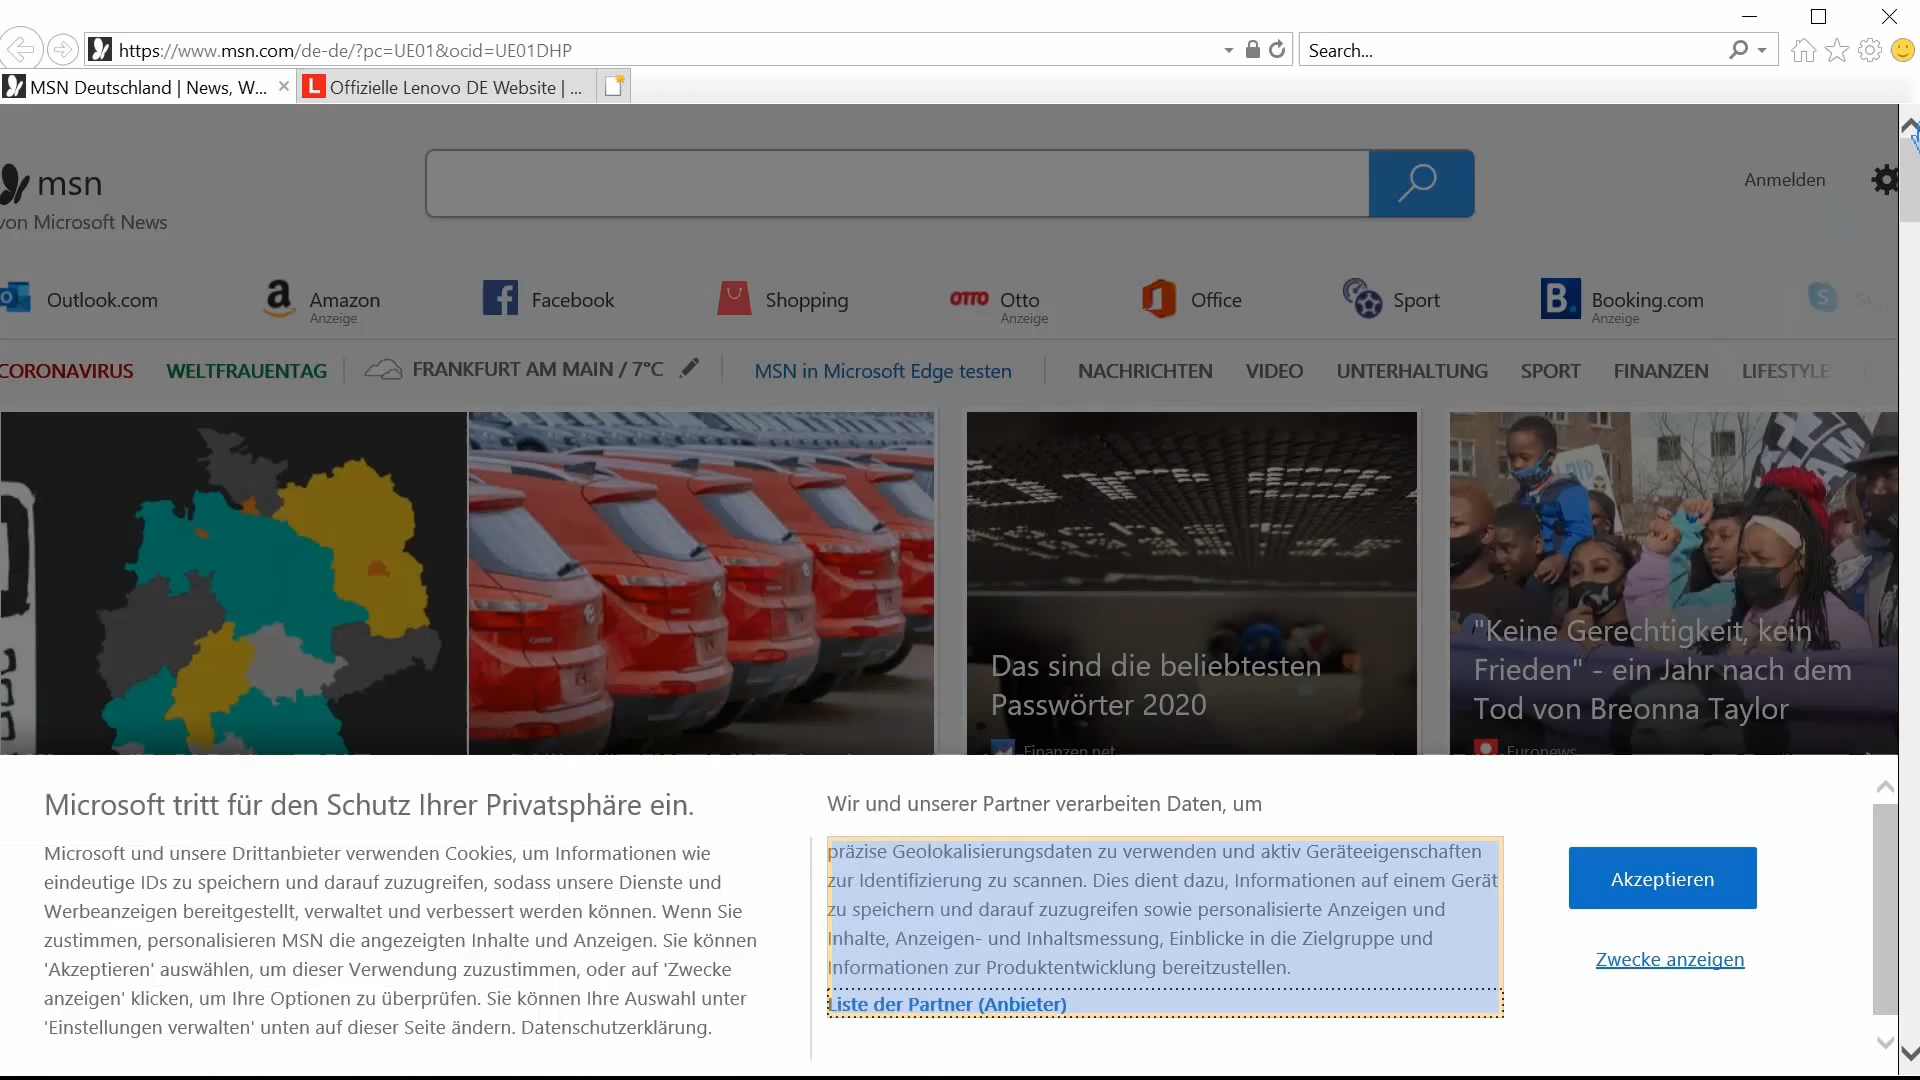 https://www.msn.com/de-de/?pc=UE01&ocid=UE01DHP
Search...
MSN Deutschland | News, W...
Offizielle Lenovo DE Website | ...
msn
von Microsoft News
Anmelden
Outlook.com
Amazon
Anzeige
Facebook
Shopping
OTTO
Otto
Anzeige
Office
Sport
B.
Booking.com
Anzeige
CORONAVIRUS
WELTFRAUENTAG
FRANKFURT AM MAIN / 7°C
MSN in Microsoft Edge testen
NACHRICHTEN
VIDEO
UNTERHALTUNG
SPORT
FINANZEN
LIFESTYLE
Das sind die beliebtesten
Passwörter 2020
Finanzen.net
"Keine Gerechtigkeit, kein
Frieden" - ein Jahr nach dem
Tod von Breonna Taylor
Euronews
Microsoft tritt für den Schutz Ihrer Privatsphäre ein.
Microsoft und unsere Drittanbieter verwenden Cookies, um Informationen wie
eindeutige IDs zu speichern und darauf zuzugreifen, sodass unsere Dienste und
Werbeanzeigen bereitgestellt, verwaltet und verbessert werden können. Wenn Sie
zustimmen, personalisieren MSN die angezeigten Inhalte und Anzeigen. Sie können
'Akzeptieren' auswählen, um dieser Verwendung zuzustimmen, oder auf 'Zwecke
anzeigen' klicken, um Ihre Optionen zu überprüfen. Sie können Ihre Auswahl unter
'Einstellungen verwalten' unten auf dieser Seite ändern. Datenschutzerklärung.
Wir und unserer Partner verarbeiten Daten, um
präzise Geolokalisierungsdaten zu verwenden und aktiv Geräteeigenschaften
zur Identifizierung zu scannen. Dies dient dazu, Informationen auf einem Gerät
zu speichern und darauf zuzugreifen sowie personalisierte Anzeigen und
Inhalte, Anzeigen- und Inhaltsmessung, Einblicke in die Zielgruppe und
Informationen zur Produktentwicklung bereitzustellen.
Liste der Partner (Anbieter)
Akzeptieren
Zwecke anzeigen